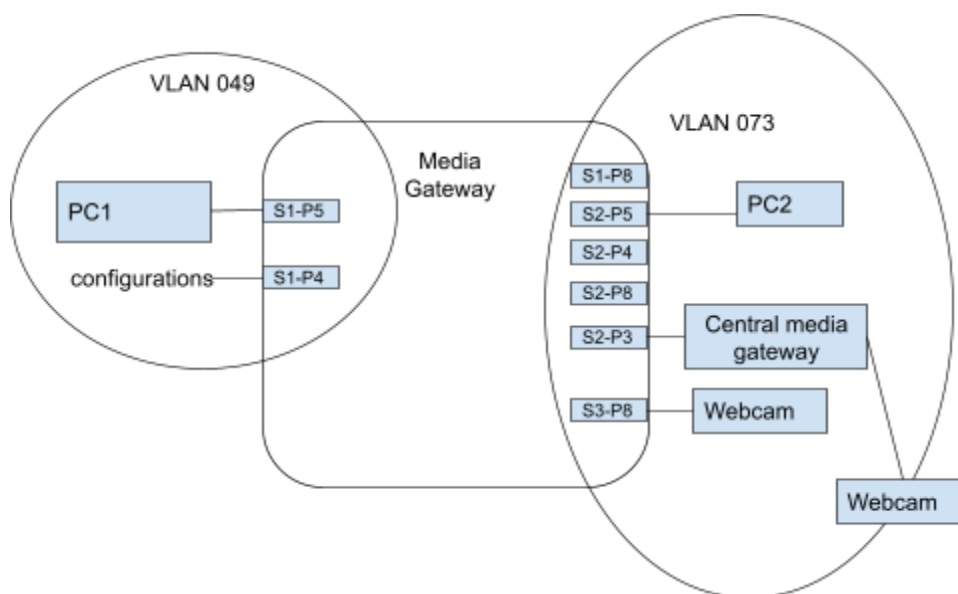 VLAN 049
VLAN 073
Media
Gateway
S1-P8
PC1
S1-P5
S2-P5
PC2
S2-P4
configurations
S1-P4
S2-P8
S2-P3
Central media
gateway
S3-P8
Webcam
Webcam